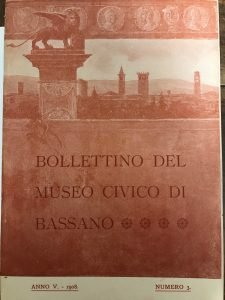 BOLLETTINO DEL
MUSEO CIVICO DI
BASSANO
ANNO V. - 1908. NUMERO 3.